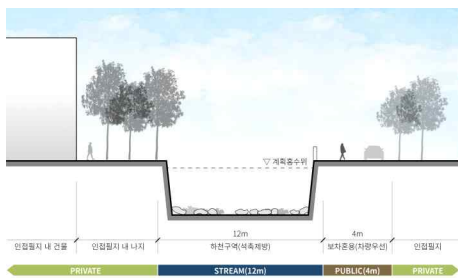 ▽ 계획홍수위
12m
4m
인접필지 내 건물
인접필지 내 나지
하천구역(석축제방)
보차혼용(차량우선)
인접필지
PRIVATE
STREAM(12m)
PUBLIC(4m)
PRIVATE